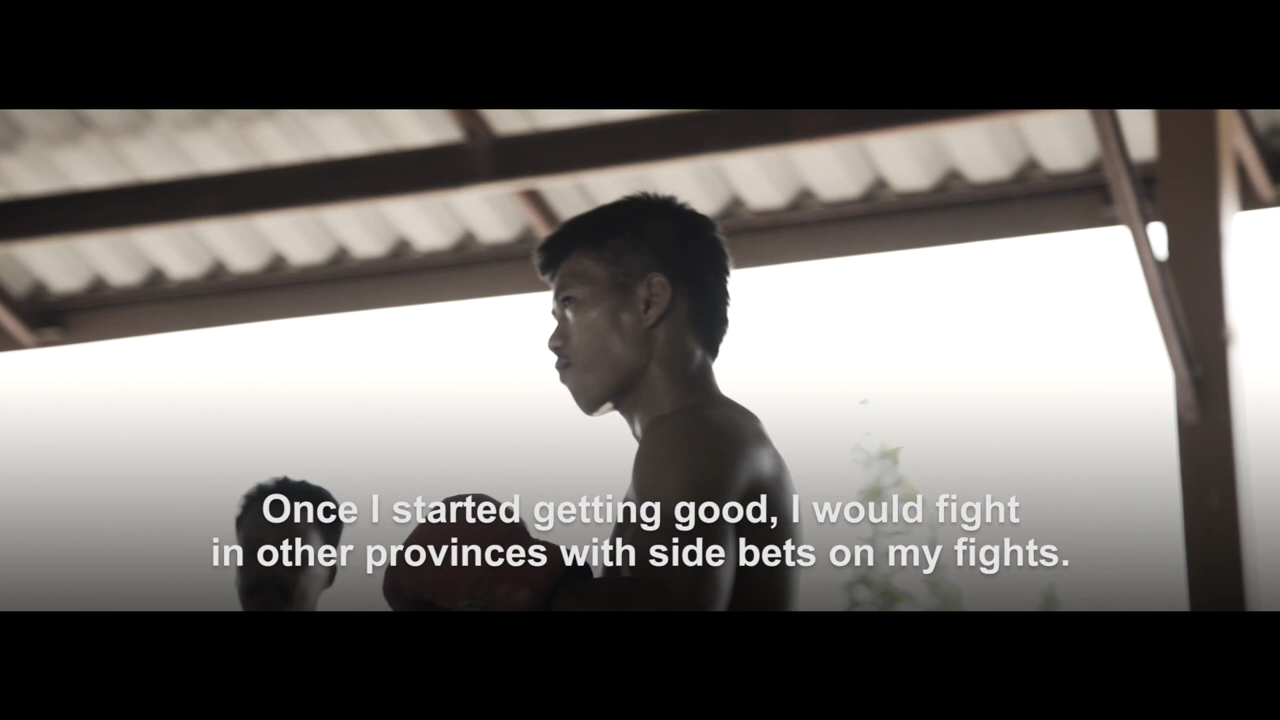 Once I started getting good, I would fight
in other provinces with side bets on my fights.